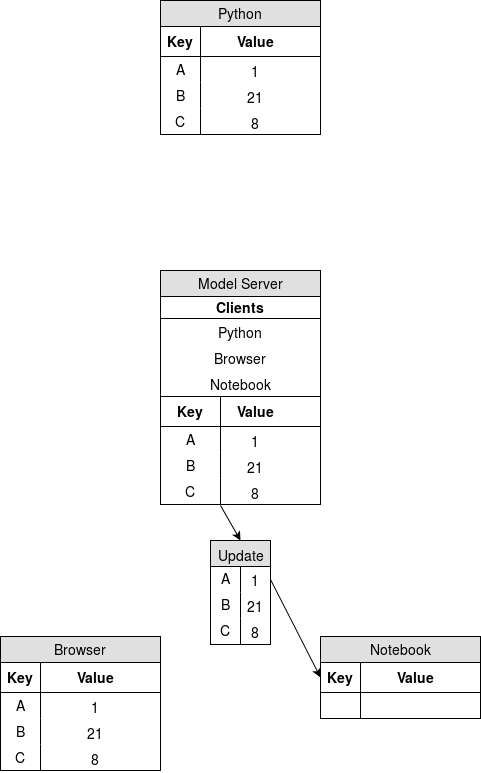 Python
Key Value
A 1
B 21
C 8
Model Server
Clients
Python
Browser
Notebook
Key Value
A 1
B 21
C 8
Update
A 1
B 21
C 8
Browser
Key Value
A 1
B 21
C 8
Notebook
Key Value